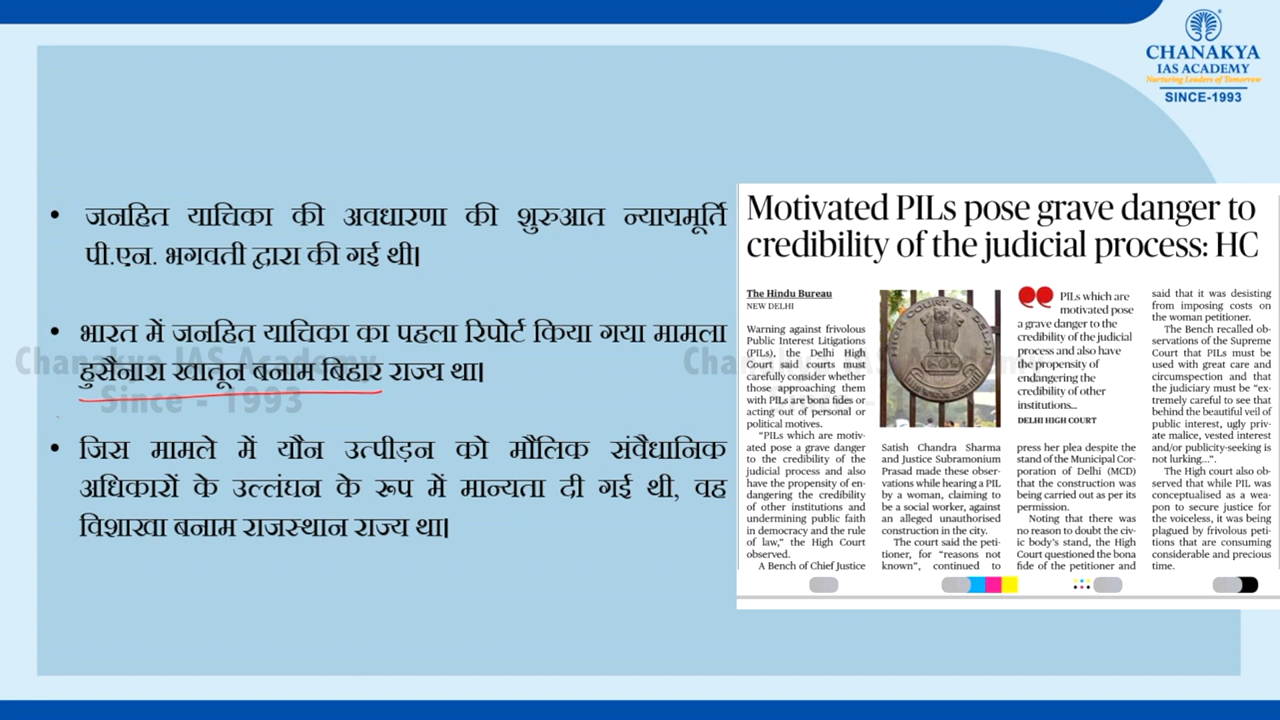 CHANAKYA
IAS ACADEMY
Nurturing Leaders of Tomorrow
SINCE-1993
• जनहित याचिका की अवधारणा की शुरुआत न्यायमूर्ति
पी.एन. भगवती द्वारा की गई थी।
• भारत में जनहित याचिका का पहला रिपोर्ट किया गया मामला
हुसैनारा खातून बनाम बिहार राज्य था।
• जिस मामले में यौन उत्पीड़न को मौलिक संवैधानिक
अधिकारों के उल्लंघन के रूप में मान्यता दी गई थी, वह
विशाखा बनाम राजस्थान राज्य था।
Chanakya IAS Academy
Since - 1993
Motivated PILs pose grave danger to
credibility of the judicial process: HC
The Hindu Bureau
NEW DELHI
Warning against frivolous
Public Interest Litigations
(PILs), the Delhi High
Court said courts must
carefully consider whether
those approaching them
with PILs are bona fides or
acting out of personal or
political motives.
“PILs which are motiv-
ated pose a grave danger
to the credibility of the
judicial process and also
have the propensity of en-
dangering the credibility
of other institutions and
undermining public faith
in democracy and the rule
of law,” the High Court
observed.
A Bench of Chief Justice
Satish Chandra Sharma
and Justice Subramonium
Prasad made these obser-
vations while hearing a PIL
by a woman, claiming to
be a social worker, against
an alleged unauthorised
construction in the city.
The court said the peti-
tioner, for “reasons not
known”, continued to
PILs which are
motivated pose
a grave danger to the
credibility of the judicial
process and also have
the propensity of
endangering the
credibility of other
institutions...
DELHI HIGH COURT
press her plea despite the
stand of the Municipal Cor-
poration of Delhi (MCD)
that the construction was
being carried out as per its
permission.
Noting that there was
no reason to doubt the civ-
ic body’s stand, the High
Court questioned the bona
fide of the petitioner and
said that it was desisting
from imposing costs on
the woman petitioner.
The Bench recalled ob-
servations of the Supreme
Court that PILs must be
used with great care and
circumspection and that
the judiciary must be “ex-
tremely careful to see that
behind the beautiful veil of
public interest, ugly priv-
ate malice, vested interest
and/or publicity-seeking is
not lurking...”.
The High court also ob-
served that while PIL was
conceptualised as a wea-
pon to secure justice for
the voiceless, it was being
plagued by frivolous peti-
tions that are consuming
considerable and precious
time.